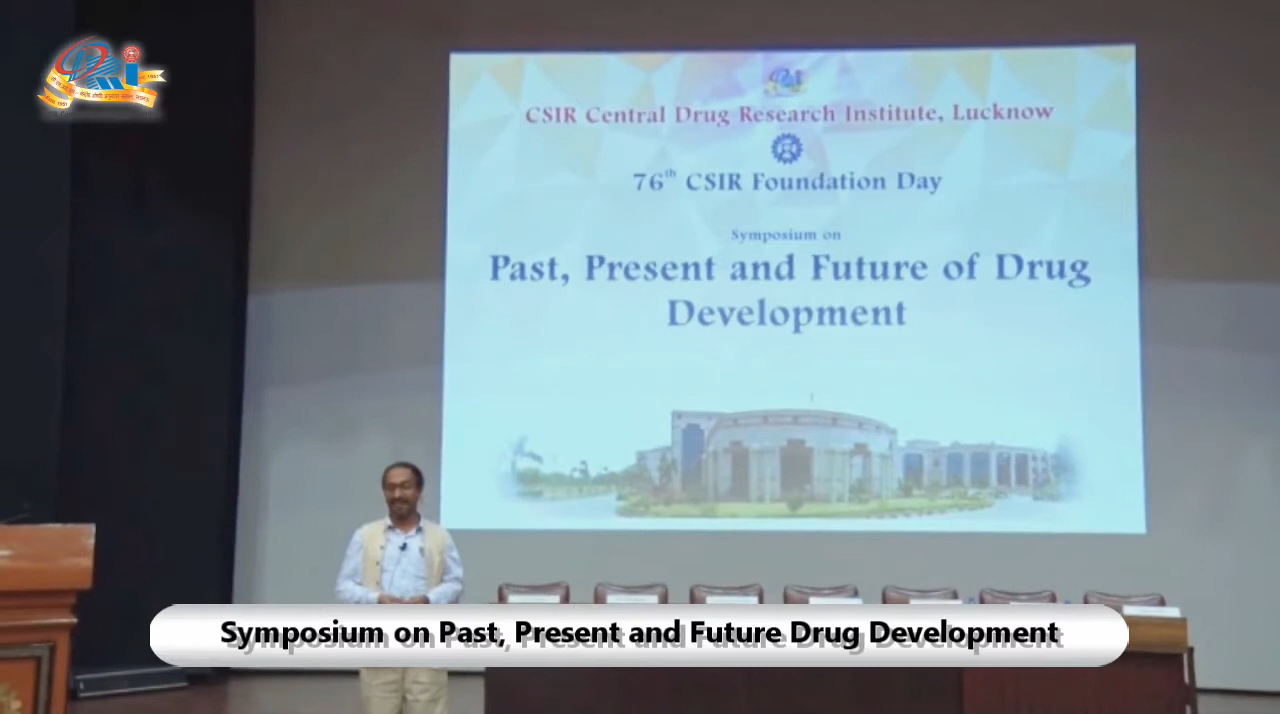 CSIR Central Drug Research Institute, Lucknow
76th CSIR Foundation Day
Symposium on
Past, Present and Future of Drug
Development
Symposium on Past, Present and Future Drug Development